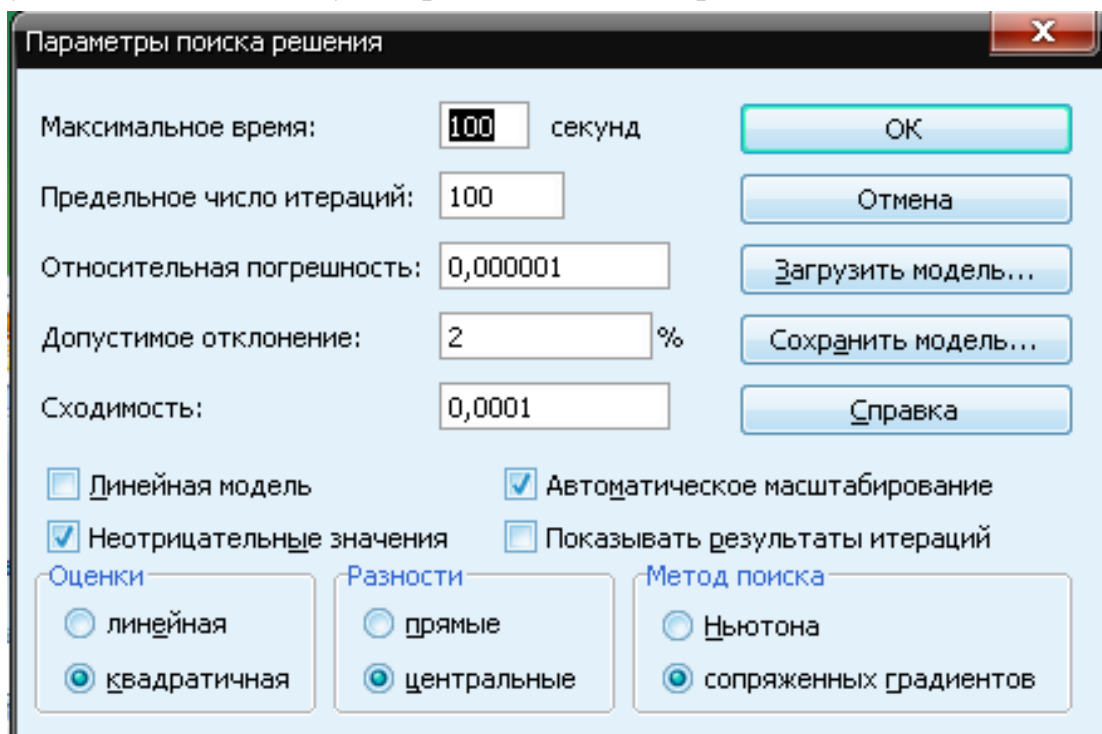 Параметры поиска решения
Максимальное время: 100 секунд ОК
Предельное число итераций: 100 Отмена
Относительная погрешность: 0,000001 Загрузить модель...
Допустимое отклонение: 2 % Сохранить модель...
Сходимость: 0,0001 Справка
Линейная модель Автоматическое масштабирование
Неотрицательные значения Показывать результаты итераций
Оценки Разности Метод поиска
линейная прямые Ньютона
квадратичная центральные сопряженных градиентов